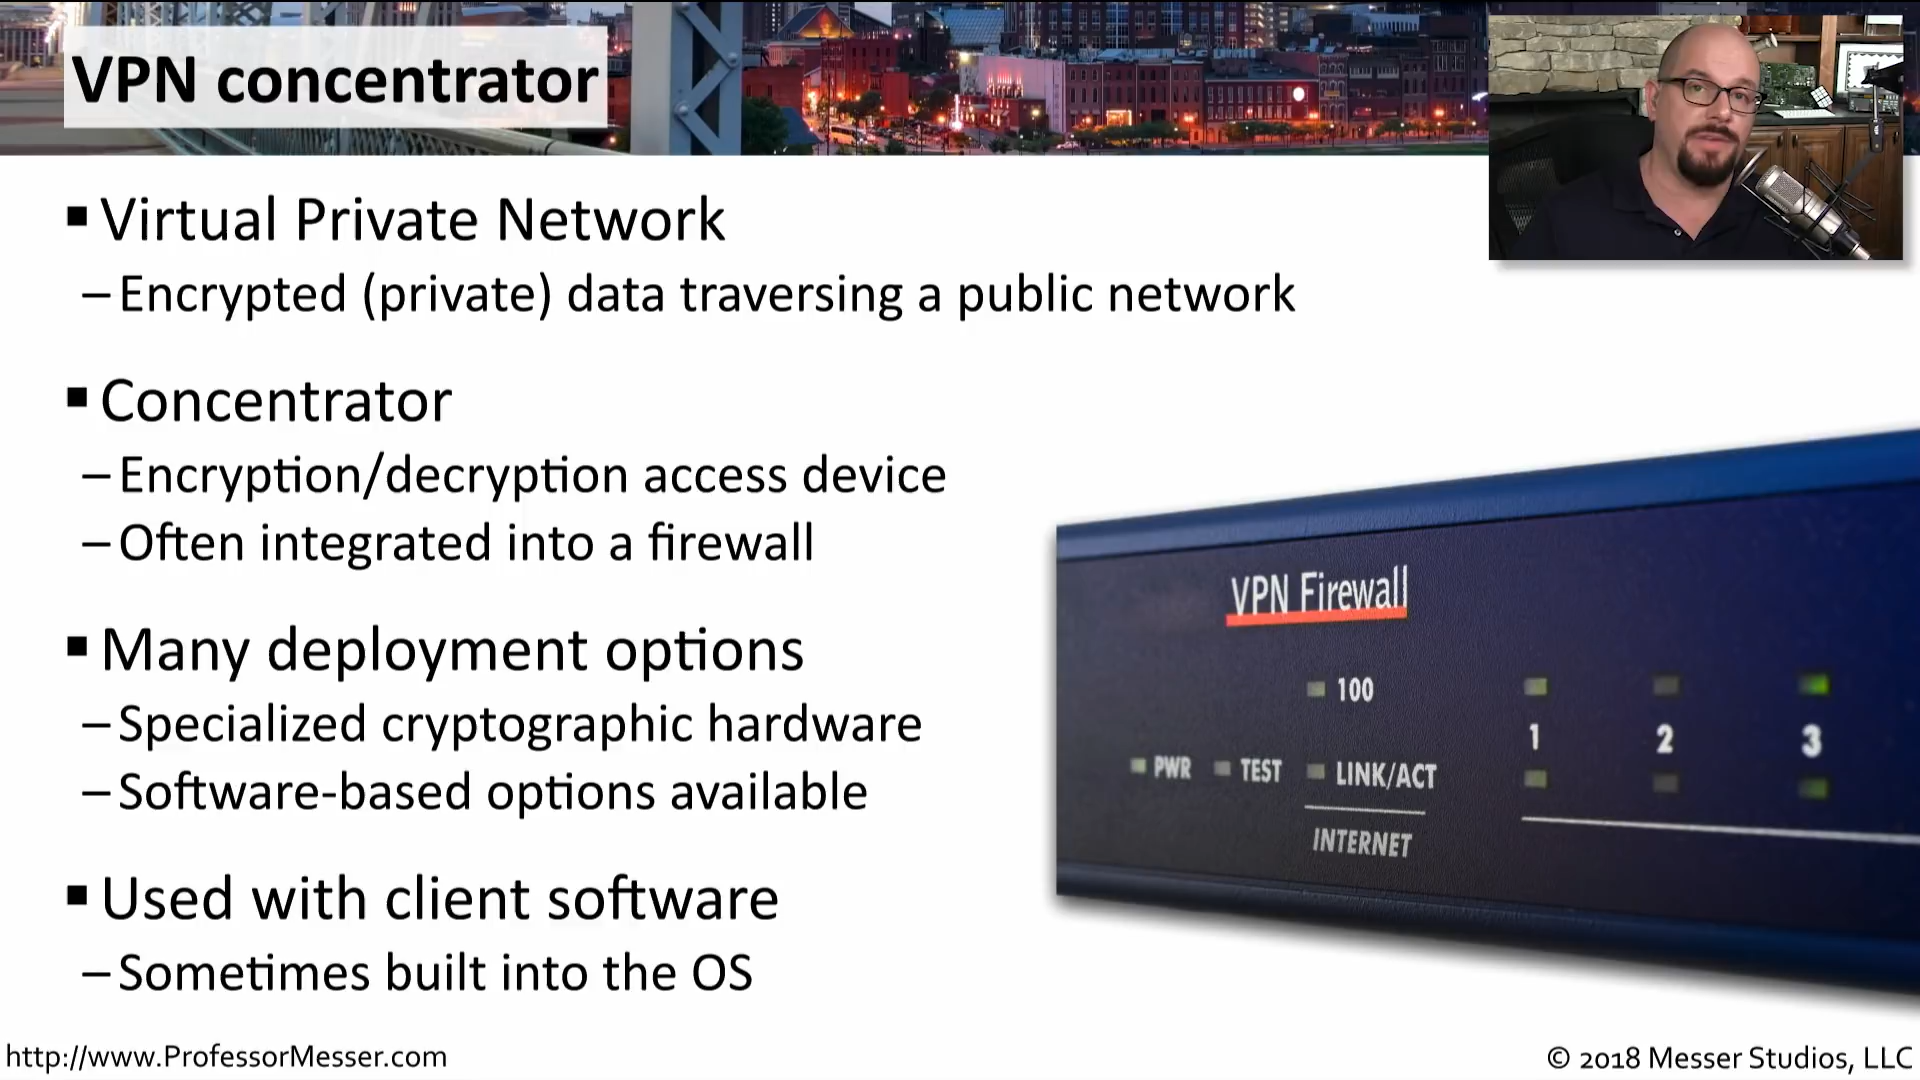 VPN concentrator
▪ Virtual Private Network
– Encrypted (private) data traversing a public network
▪ Concentrator
– Encryption/decryption access device
– Often integrated into a firewall
▪ Many deployment options
– Specialized cryptographic hardware
– Software-based options available
▪ Used with client software
– Sometimes built into the OS
VPN Firewall
100
1 2 3
PWR TEST LINK/ACT
INTERNET
http://www.ProfessorMesser.com
© 2018 Messer Studios, LLC